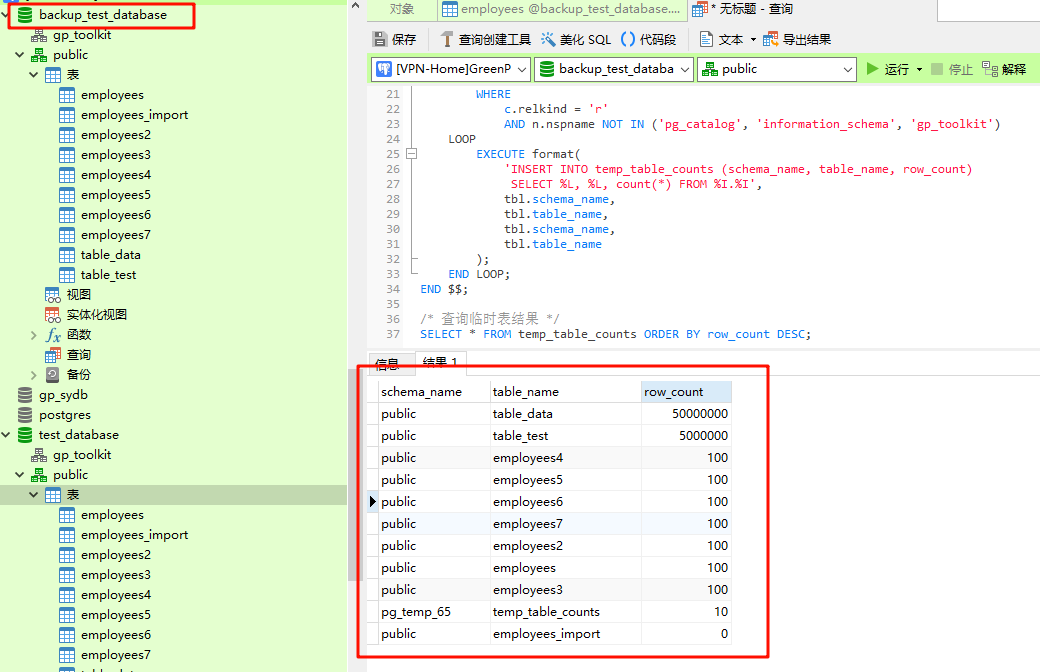 backup_test_database
gp_toolkit
public
表
employees
employees_import
employees2
employees3
employees4
employees5
employees6
employees7
table_data
table_test
视图
实体化视图
函数
查询
备份
gp_sydb
postgres
test_database
gp_toolkit
public
表
employees
employees_import
employees2
employees3
employees4
employees5
employees6
employees7
对象 employees @backup_test_database.... * 无标题 - 查询
保存 查询创建工具 美化 SQL 代码段 文本 导出结果
[VPN-Home]GreenP backup_test_databa public 运行 停止 解释
21 WHERE
22 c.relkind = 'r'
23 AND n.nspname NOT IN ('pg_catalog', 'information_schema', 'gp_toolkit')
24 LOOP
25 EXECUTE format(
26 'INSERT INTO temp_table_counts (schema_name, table_name, row_count)
27 SELECT %L, %L, count(*) FROM %I.%I',
28 tbl.schema_name,
29 tbl.table_name,
30 tbl.schema_name,
31 tbl.table_name
32 );
33 END LOOP;
34 END $$;
35
36 /* 查询临时表结果 */
37 SELECT * FROM temp_table_counts ORDER BY row_count DESC;
信息 结果 1
schema_name table_name row_count
public table_data 50000000
public table_test 5000000
public employees4 100
public employees5 100
public employees6 100
public employees7 100
public employees2 100
public employees 100
public employees3 100
pg_temp_65 temp_table_counts 10
public employees_import 0